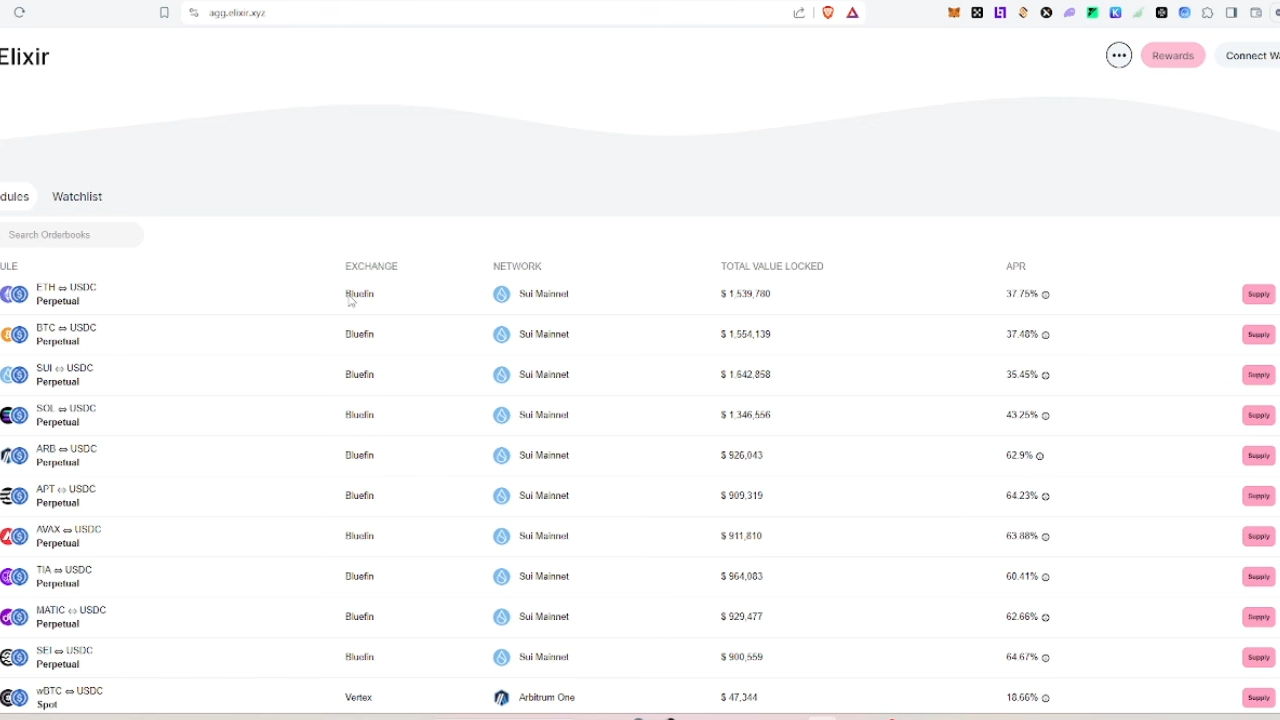 agg.elixir.xyz
Elixir
Rewards
Connect Wa
dules Watchlist
Search Orderbooks
ULE EXCHANGE NETWORK TOTAL VALUE LOCKED APR
ETH ⇔ USDC
Perpetual Bluefin Sui Mainnet $ 1,539,780 37.75% Supply
BTC ⇔ USDC
Perpetual Bluefin Sui Mainnet $ 1,554,139 37.48% Supply
SUI ⇔ USDC
Perpetual Bluefin Sui Mainnet $ 1,642,858 35.45% Supply
SOL ⇔ USDC
Perpetual Bluefin Sui Mainnet $ 1,346,556 43.25% Supply
ARB ⇔ USDC
Perpetual Bluefin Sui Mainnet $ 926,043 62.9% Supply
APT ⇔ USDC
Perpetual Bluefin Sui Mainnet $ 909,319 64.23% Supply
AVAX ⇔ USDC
Perpetual Bluefin Sui Mainnet $ 911,810 63.88% Supply
TIA ⇔ USDC
Perpetual Bluefin Sui Mainnet $ 964,083 60.41% Supply
MATIC ⇔ USDC
Perpetual Bluefin Sui Mainnet $ 929,477 62.66% Supply
SEI ⇔ USDC
Perpetual Bluefin Sui Mainnet $ 900,559 64.67% Supply
wBTC ⇔ USDC
Spot Vertex Arbitrum One $ 47,344 18.66% Supply